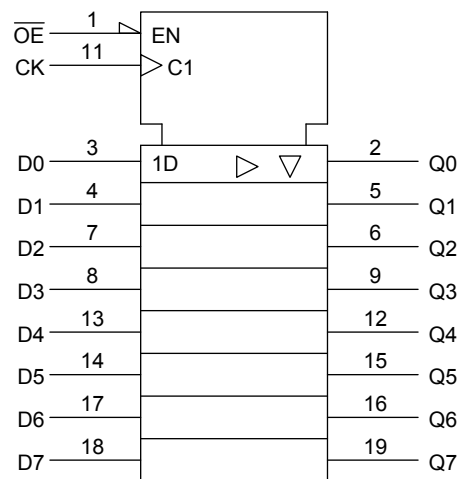 O̅E̅ 1 EN
CK 11 C1
D0 3 1D 2 Q0
D1 4 5 Q1
D2 7 6 Q2
D3 8 9 Q3
D4 13 12 Q4
D5 14 15 Q5
D6 17 16 Q6
D7 18 19 Q7